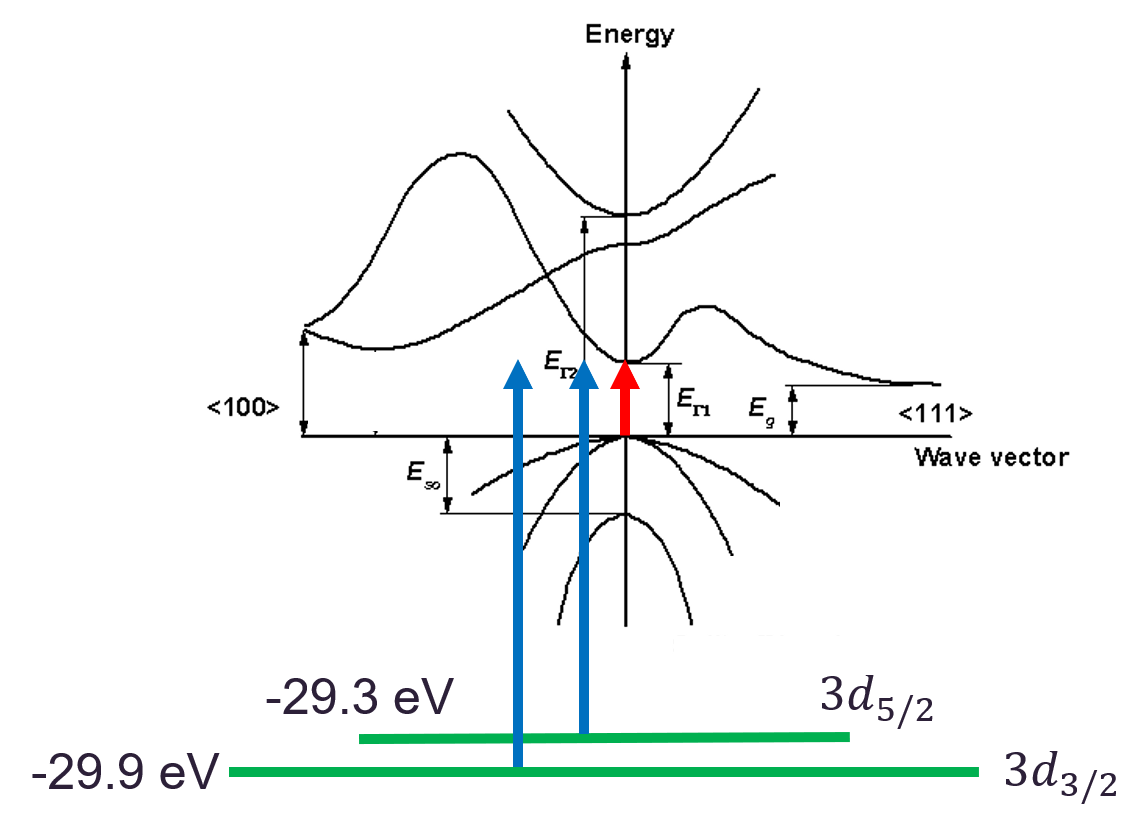 Energy
E_Γ2
<100>
E_Γ1
E_g
<111>
Wave vector
E_so
-29.3 eV
3d_5/2
-29.9 eV
3d_3/2